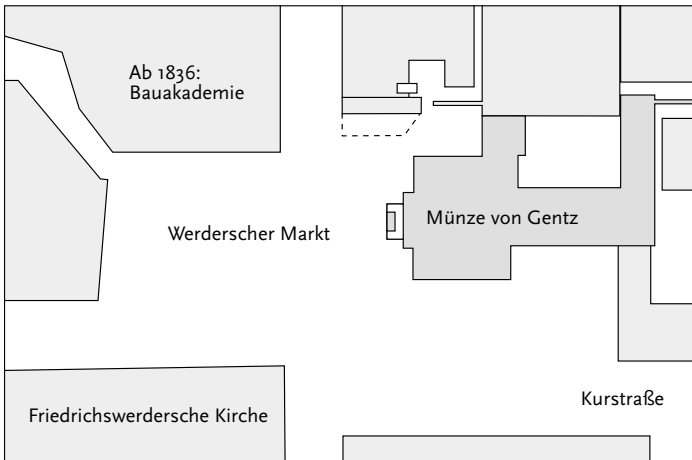 Ab 1836:
Bauakademie
Münze von Gentz
Werderscher Markt
Kurstraße
Friedrichswerdersche Kirche